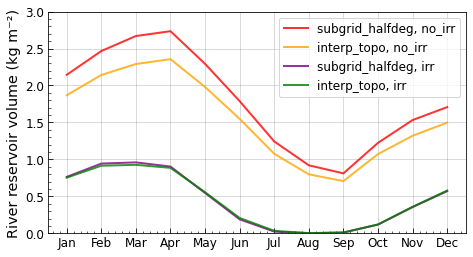 3.0
2.5
2.0
1.5
1.0
0.5
0.0
River reservoir volume (kg m⁻²)
subgrid_halfdeg, no_irr
interp_topo, no_irr
subgrid_halfdeg, irr
interp_topo, irr
Jan Feb Mar Apr May Jun Jul Aug Sep Oct Nov Dec